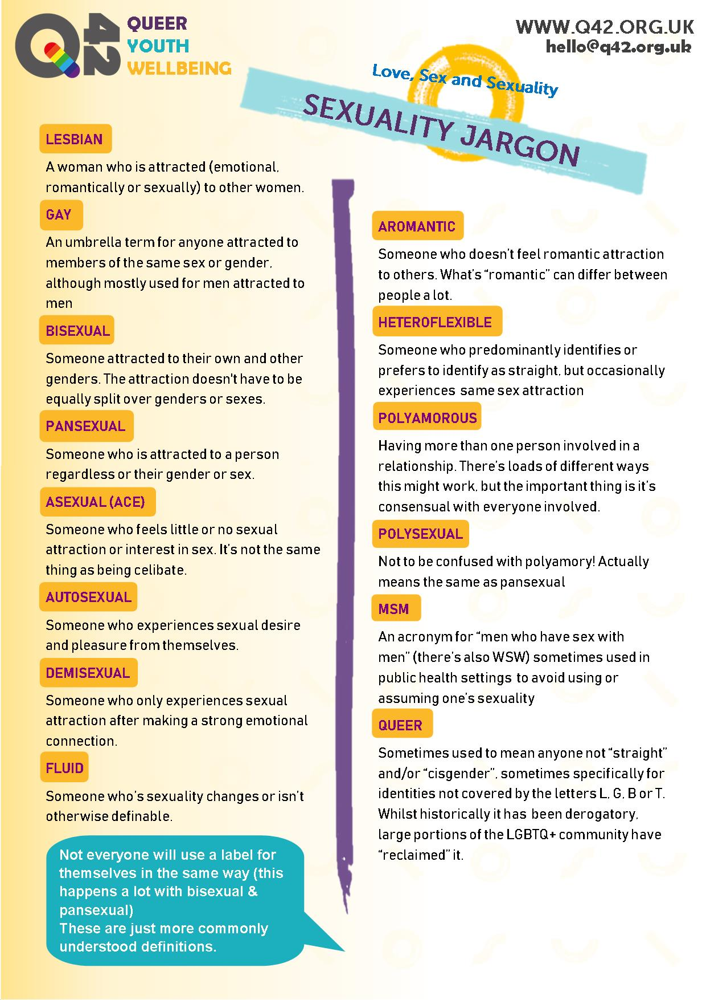 Q42
QUEER
YOUTH
WELLBEING
WWW.Q42.ORG.UK
hello@q42.org.uk
Love, Sex and Sexuality
SEXUALITY JARGON
LESBIAN
A woman who is attracted (emotional,
romantically or sexually) to other women.
GAY
An umbrella term for anyone attracted to
members of the same sex or gender,
although mostly used for men attracted to
men
BISEXUAL
Someone attracted to their own and other
genders. The attraction doesn't have to be
equally split over genders or sexes.
PANSEXUAL
Someone who is attracted to a person
regardless or their gender or sex.
ASEXUAL (ACE)
Someone who feels little or no sexual
attraction or interest in sex. It's not the same
thing as being celibate.
AUTOSEXUAL
Someone who experiences sexual desire
and pleasure from themselves.
DEMISEXUAL
Someone who only experiences sexual
attraction after making a strong emotional
connection.
FLUID
Someone who's sexuality changes or isn't
otherwise definable.
Not everyone will use a label for
themselves in the same way (this
happens a lot with bisexual &
pansexual)
These are just more commonly
understood definitions.
AROMANTIC
Someone who doesn't feel romantic attraction
to others. What's “romantic” can differ between
people a lot.
HETEROFLEXIBLE
Someone who predominantly identifies or
prefers to identify as straight, but occasionally
experiences same sex attraction
POLYAMOROUS
Having more than one person involved in a
relationship. There's loads of different ways
this might work, but the important thing is it's
consensual with everyone involved.
POLYSEXUAL
Not to be confused with polyamory! Actually
means the same as pansexual
MSM
An acronym for “men who have sex with
men” (there's also WSW) sometimes used in
public health settings to avoid using or
assuming one's sexuality
QUEER
Sometimes used to mean anyone not “straight”
and/or “cisgender”, sometimes specifically for
identities not covered by the letters L, G, B or T.
Whilst historically it has been derogatory,
large portions of the LGBTQ+ community have
“reclaimed” it.